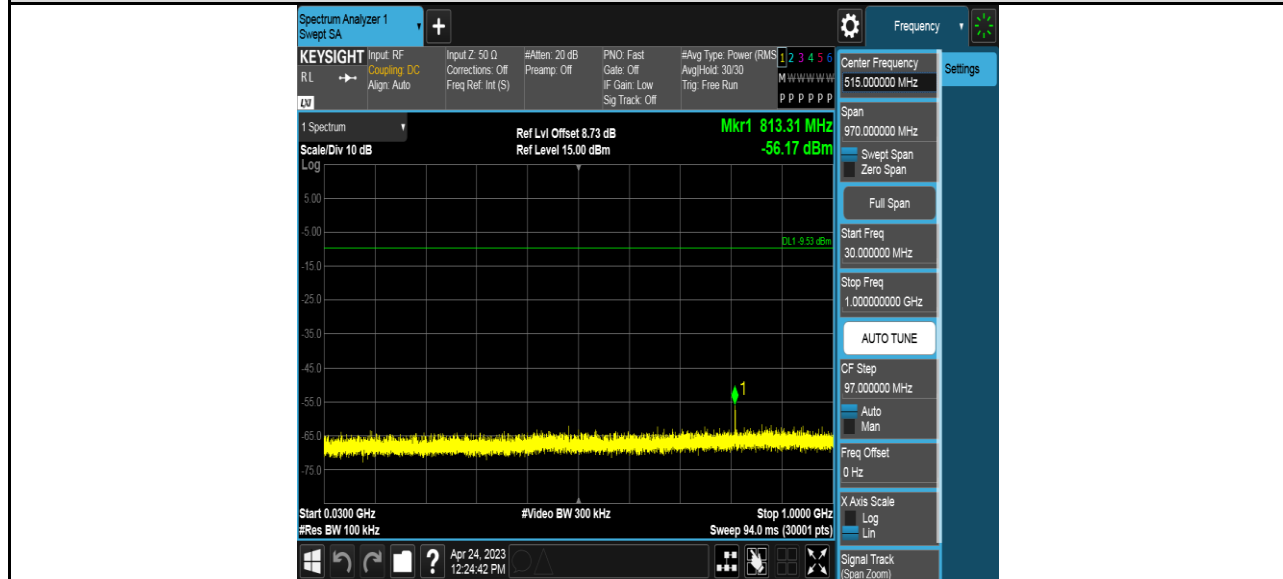 Spectrum Analyzer 1
Swept SA
+
Frequency
KEYSIGHT
RL
LXI
Input: RF
Coupling: DC
Align: Auto
Input Z: 50 Ω
Corrections: Off
Freq Ref: Int (S)
#Atten: 20 dB
Preamp: Off
PNO: Fast
Gate: Off
IF Gain: Low
Sig Track: Off
#Avg Type: Power (RMS
Avg|Hold: 30/30
Trig: Free Run
1 2 3 4 5 6
M W W W W W
P P P P P P
1 Spectrum
Scale/Div 10 dB
Log
Ref Lvl Offset 8.73 dB
Ref Level 15.00 dBm
Mkr1 813.31 MHz
-56.17 dBm
5.00
-5.00
DL1 -9.53 dBm
-15.0
-25.0
-35.0
-45.0
1
-55.0
-65.0
-75.0
Start 0.0300 GHz
#Video BW 300 kHz
Stop 1.0000 GHz
#Res BW 100 kHz
Sweep 94.0 ms (30001 pts)
?
Apr 24, 2023
12:24:42 PM
Center Frequency
515.000000 MHz
Settings
Span
970.000000 MHz
Swept Span
Zero Span
Full Span
Start Freq
30.000000 MHz
Stop Freq
1.000000000 GHz
AUTO TUNE
CF Step
97.000000 MHz
Auto
Man
Freq Offset
0 Hz
X Axis Scale
Log
Lin
Signal Track
(Span Zoom)